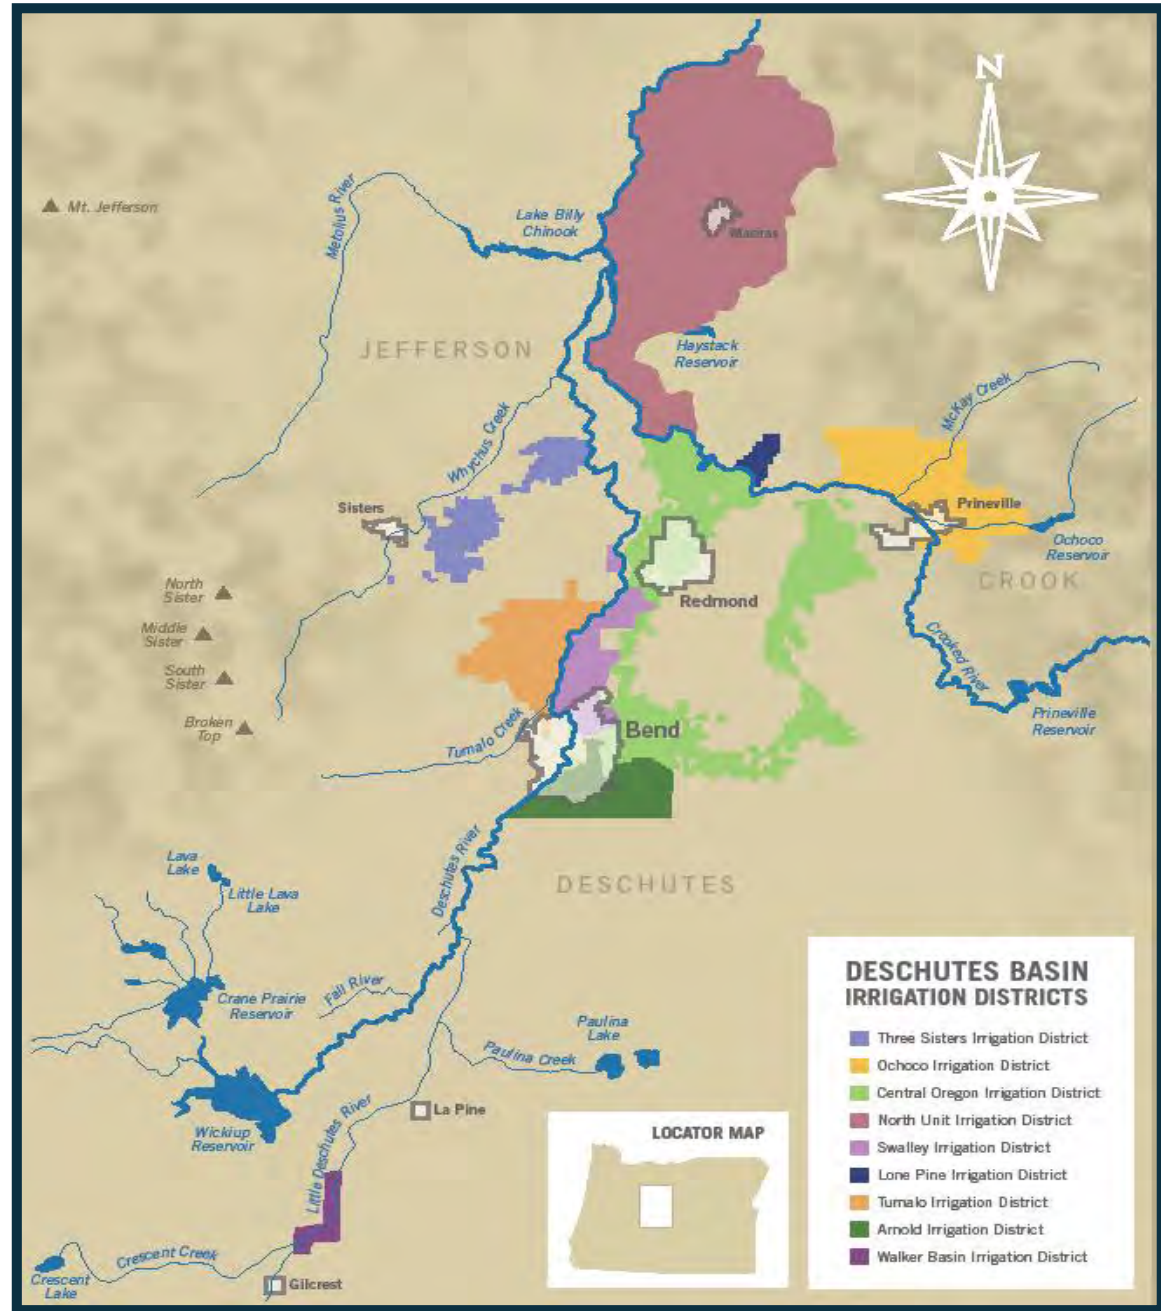 N
Mt. Jefferson
Metolius River
Lake Billy
Chinook
Madras
JEFFERSON
Haystack
Reservoir
McKay Creek
Whychus Creek
Sisters
Prineville
Ochoco
Reservoir
CROOK
North
Sister
Redmond
Middle
Sister
Crooked River
South
Sister
Prineville
Reservoir
Broken
Top
Tumalo Creek
Bend
Deschutes River
DESCHUTES
Lava
Lake
Little Lava
Lake
Crane Prairie
Reservoir
Fall River
Paulina
Lake
Paulina Creek
La Pine
Wickiup
Reservoir
Little Deschutes River
Crescent Creek
Crescent
Lake
Gilcrest
LOCATOR MAP
DESCHUTES BASIN
IRRIGATION DISTRICTS
Three Sisters Irrigation District
Ochoco Irrigation District
Central Oregon Irrigation District
North Unit Irrigation District
Swalley Irrigation District
Lone Pine Irrigation District
Tumalo Irrigation District
Arnold Irrigation District
Walker Basin Irrigation District